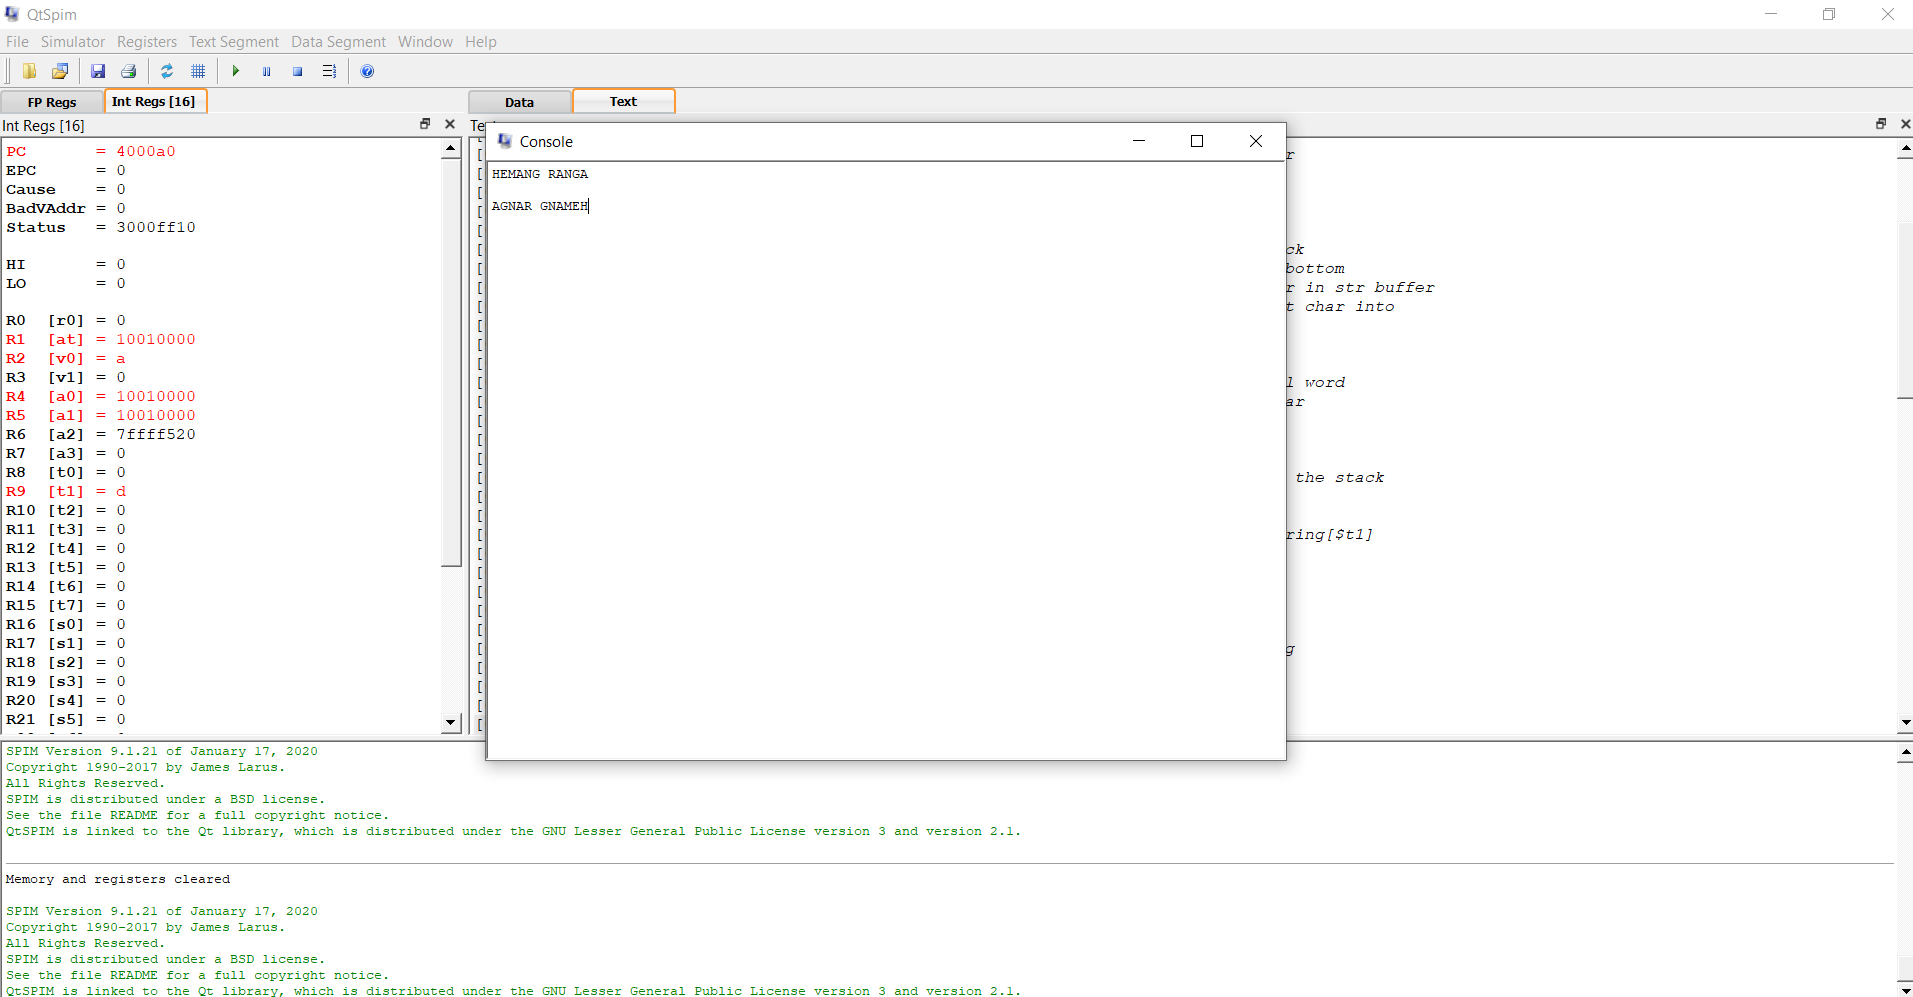 QtSpim
File Simulator Registers Text Segment Data Segment Window Help
FP Regs Int Regs [16] Data Text
Int Regs [16]
PC = 4000a0
EPC = 0
Cause = 0
BadVAddr = 0
Status = 3000ff10
HI = 0
LO = 0
R0 [r0] = 0
R1 [at] = 10010000
R2 [v0] = a
R3 [v1] = 0
R4 [a0] = 10010000
R5 [a1] = 10010000
R6 [a2] = 7ffff520
R7 [a3] = 0
R8 [t0] = 0
R9 [t1] = d
R10 [t2] = 0
R11 [t3] = 0
R12 [t4] = 0
R13 [t5] = 0
R14 [t6] = 0
R15 [t7] = 0
R16 [s0] = 0
R17 [s1] = 0
R18 [s2] = 0
R19 [s3] = 0
R20 [s4] = 0
R21 [s5] = 0
Console
HEMANG RANGA
AGNAR GNAMEH
r
ck
bottom
r in str buffer
t char into
l word
ar
the stack
ring[$t1]
g
SPIM Version 9.1.21 of January 17, 2020
Copyright 1990-2017 by James Larus.
All Rights Reserved.
SPIM is distributed under a BSD license.
See the file README for a full copyright notice.
QtSPIM is linked to the Qt library, which is distributed under the GNU Lesser General Public License version 3 and version 2.1.
Memory and registers cleared
SPIM Version 9.1.21 of January 17, 2020
Copyright 1990-2017 by James Larus.
All Rights Reserved.
SPIM is distributed under a BSD license.
See the file README for a full copyright notice.
QtSPIM is linked to the Qt library, which is distributed under the GNU Lesser General Public License version 3 and version 2.1.